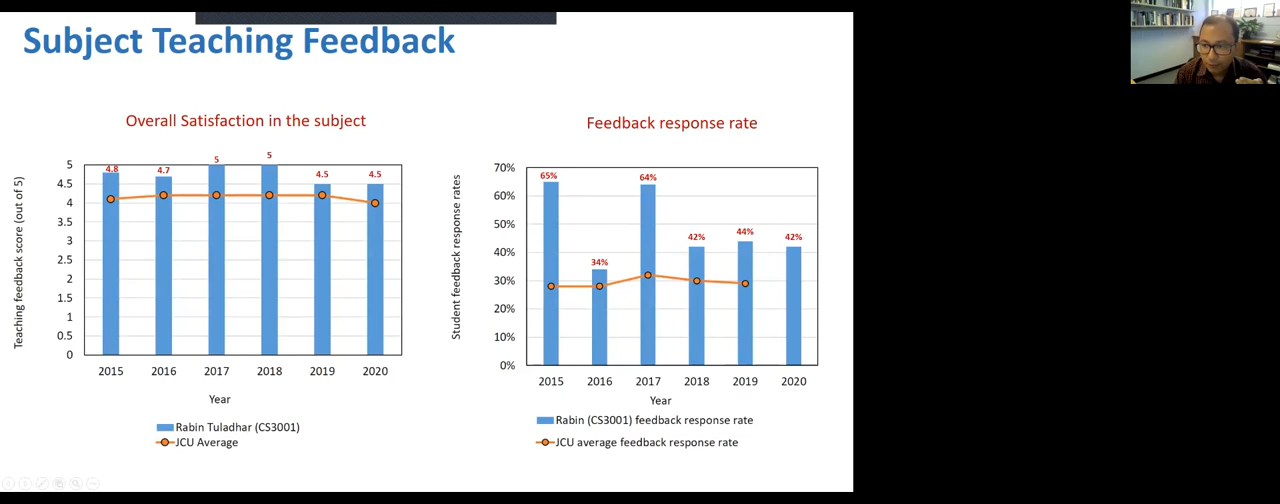 Subject Teaching Feedback
Overall Satisfaction in the subject
Teaching feedback score (out of 5)
5
4.5
4
3.5
3
2.5
2
1.5
1
0.5
0
4.8
4.7
5
5
4.5
4.5
2015 2016 2017 2018 2019 2020
Year
Rabin Tuladhar (CS3001)
JCU Average
Feedback response rate
Student feedback response rates
70%
60%
50%
40%
30%
20%
10%
0%
65%
34%
64%
42%
44%
42%
2015 2016 2017 2018 2019 2020
Year
Rabin (CS3001) feedback response rate
JCU average feedback response rate